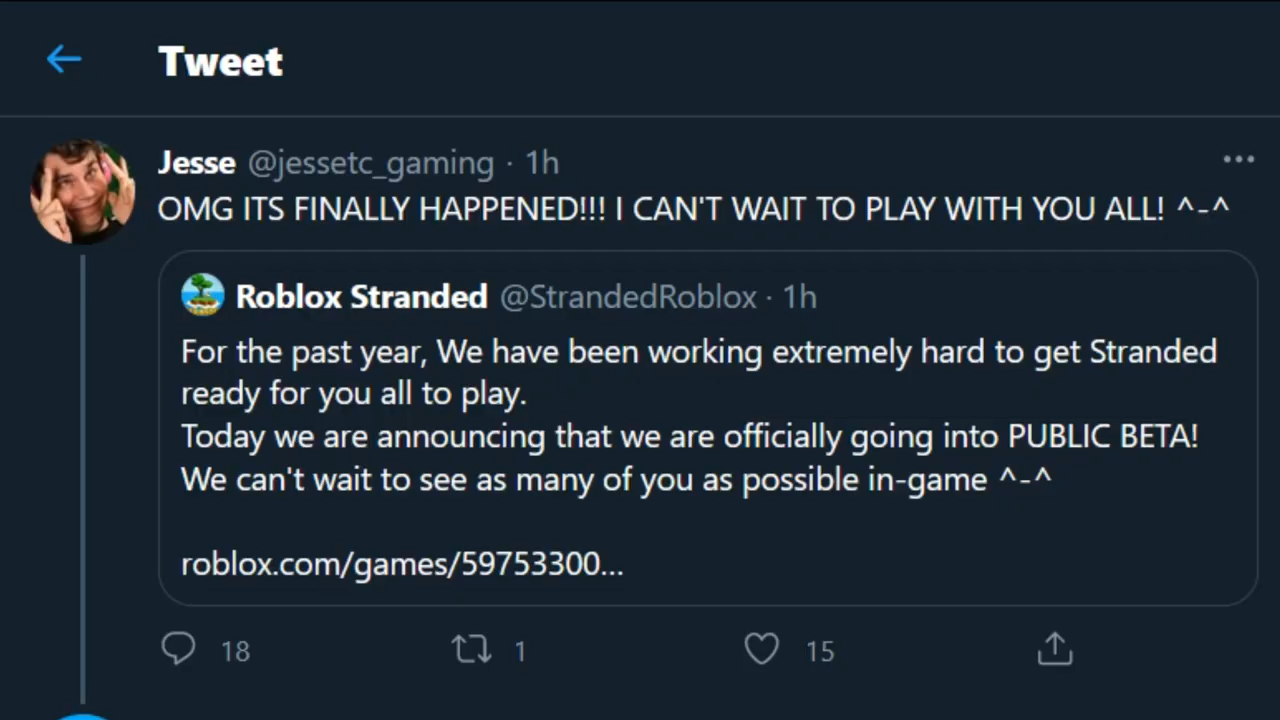 Tweet
Jesse @jessetc_gaming · 1h
OMG ITS FINALLY HAPPENED!!! I CAN'T WAIT TO PLAY WITH YOU ALL! ^-^
Roblox Stranded @StrandedRoblox · 1h
For the past year, We have been working extremely hard to get Stranded
ready for you all to play.
Today we are announcing that we are officially going into PUBLIC BETA!
We can't wait to see as many of you as possible in-game ^-^
roblox.com/games/59753300...
18 1 15